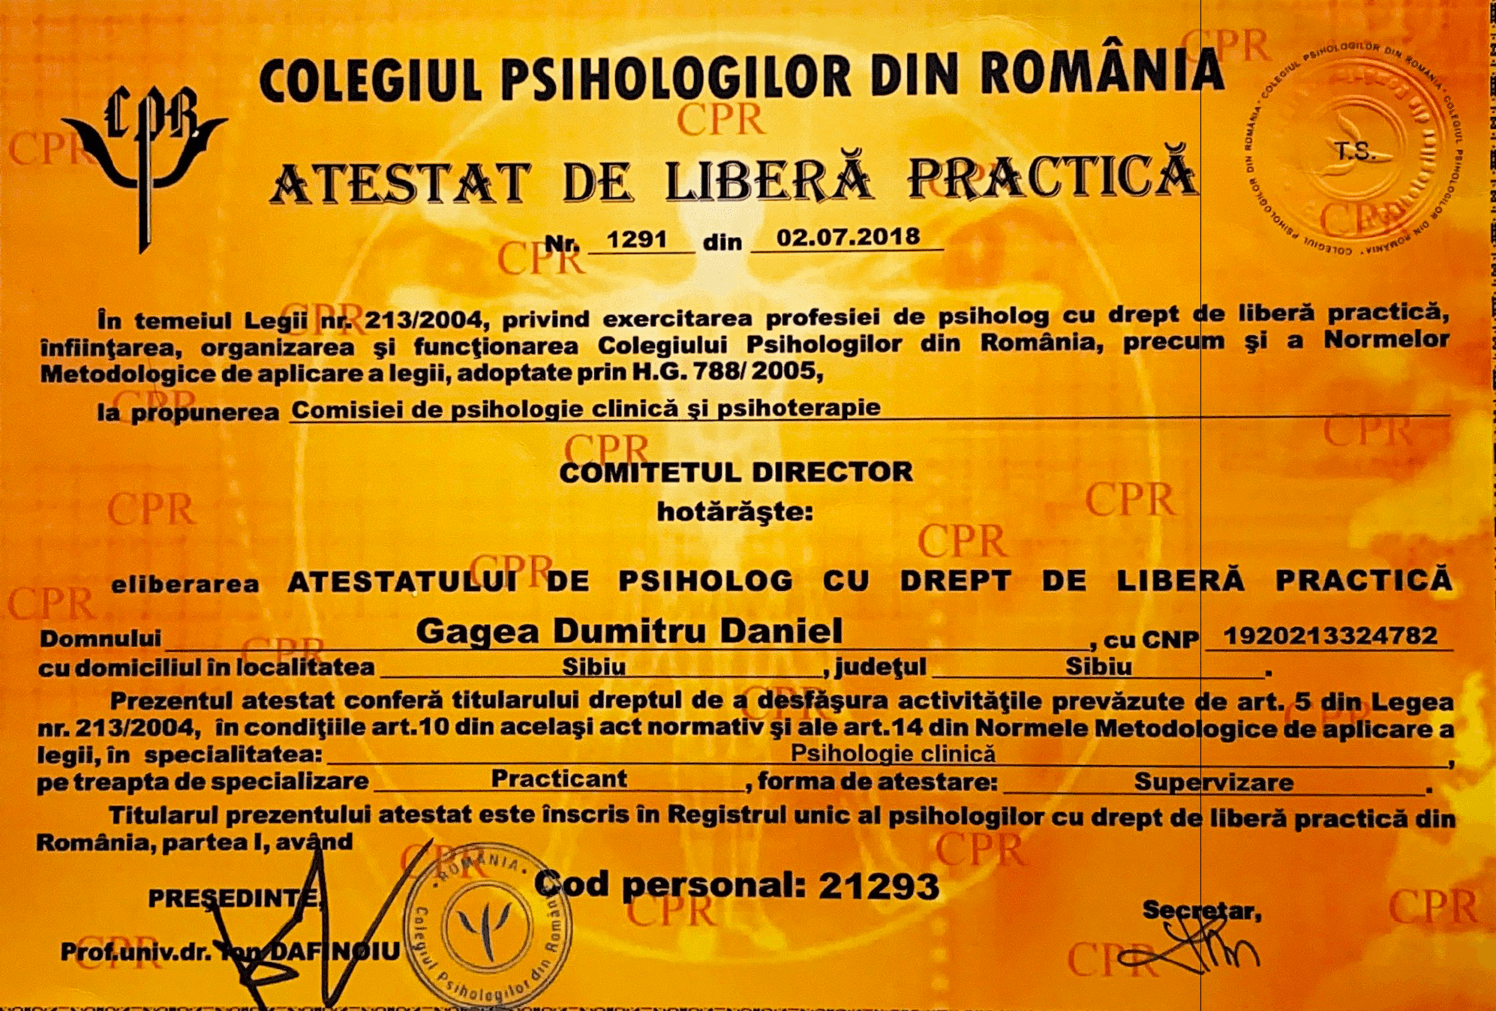 CPR
COLEGIUL PSIHOLOGILOR DIN ROMÂNIA
ATESTAT DE LIBERĂ PRACTICĂ
Nr. 1291 din 02.07.2018
T.S.
În temeiul Legii nr. 213/2004, privind exercitarea profesiei de psiholog cu drept de liberă practică,
înfiinţarea, organizarea şi funcţionarea Colegiului Psihologilor din România, precum şi a Normelor
Metodologice de aplicare a legii, adoptate prin H.G. 788/ 2005,
la propunerea Comisiei de psihologie clinică şi psihoterapie
COMITETUL DIRECTOR
hotărăşte:
eliberarea ATESTATULUI DE PSIHOLOG CU DREPT DE LIBERĂ PRACTICĂ
Domnului Gagea Dumitru Daniel, cu CNP 1920213324782
cu domiciliul în localitatea Sibiu, judeţul Sibiu.
Prezentul atestat conferă titularului dreptul de a desfăşura activităţile prevăzute de art. 5 din Legea
nr. 213/2004, în condiţiile art.10 din acelaşi act normativ şi ale art.14 din Normele Metodologice de aplicare a
legii, în specialitatea: Psihologie clinică,
pe treapta de specializare Practicant, forma de atestare: Supervizare.
Titularul prezentului atestat este înscris în Registrul unic al psihologilor cu drept de liberă practică din
România, partea I, având
Cod personal: 21293
PREŞEDINTE,
Prof.univ.dr. Ion DAFINOIU
ROMÂNIA
Colegiul Psihologilor din România
Secretar,